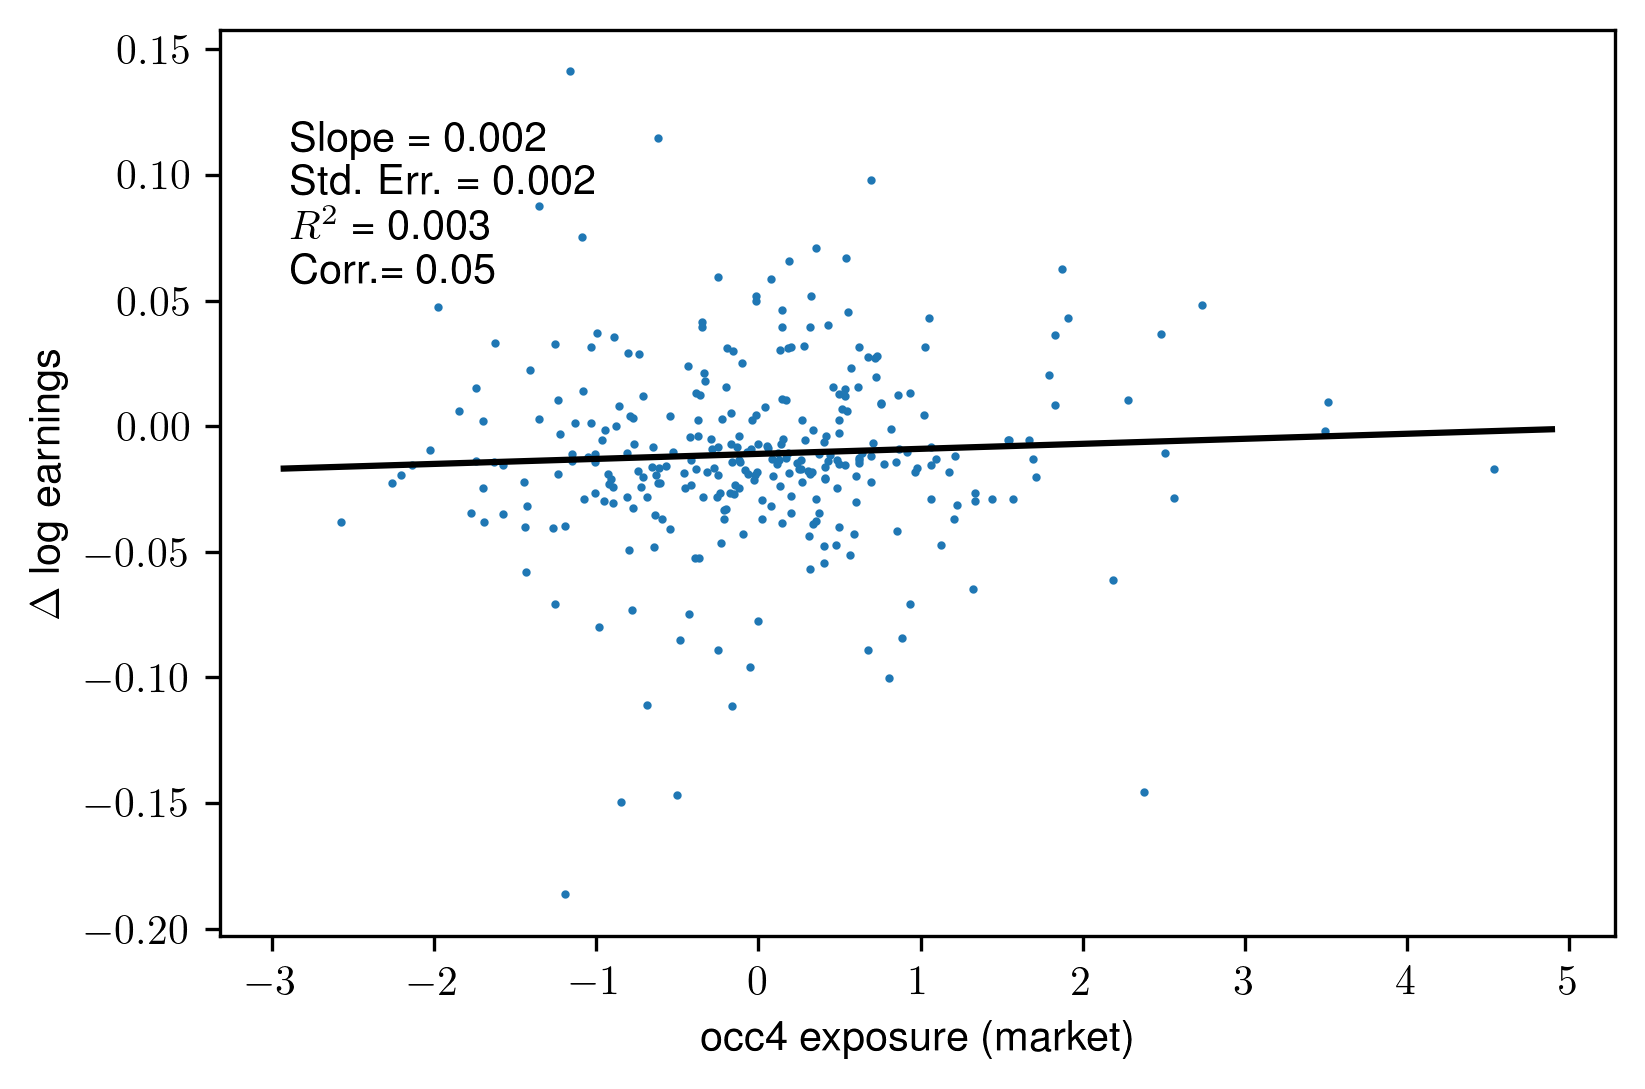 0.15
0.10
0.05
0.00
−0.05
−0.10
−0.15
−0.20
Δ log earnings
Slope = 0.002
Std. Err. = 0.002
R² = 0.003
Corr.= 0.05
−3 −2 −1 0 1 2 3 4 5
occ4 exposure (market)